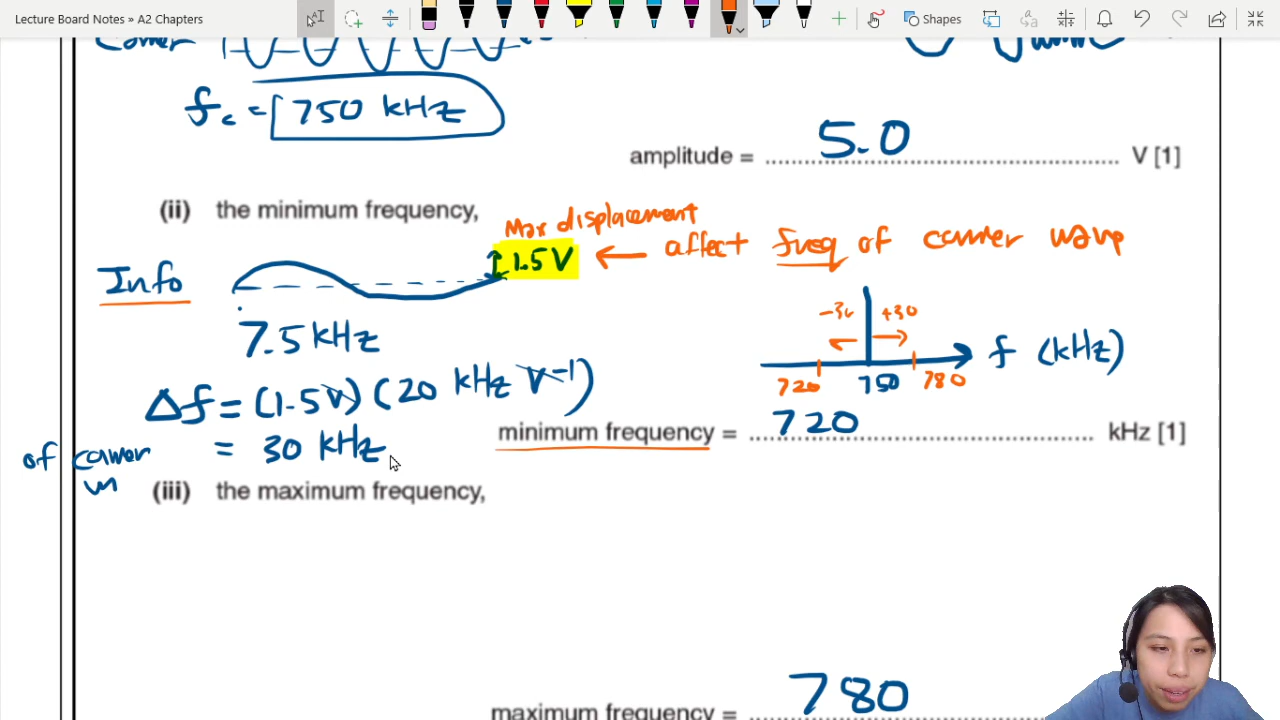 Lecture Board Notes » A2 Chapters
Shapes
Carrier
fc = 750 kHz
5.0
amplitude = .......... V [1]
(ii) the minimum frequency,
Max displacement
1.5V ← affect freq of carrier wave
Info
-30 +30
7.5 kHz
f (kHz)
720 750 780
Δf = (1.5V) (20 kHz V-1)
720
minimum frequency = .......... kHz [1]
= 30 kHz
of carrier
(iii) the maximum frequency,
780
maximum frequency = ..........